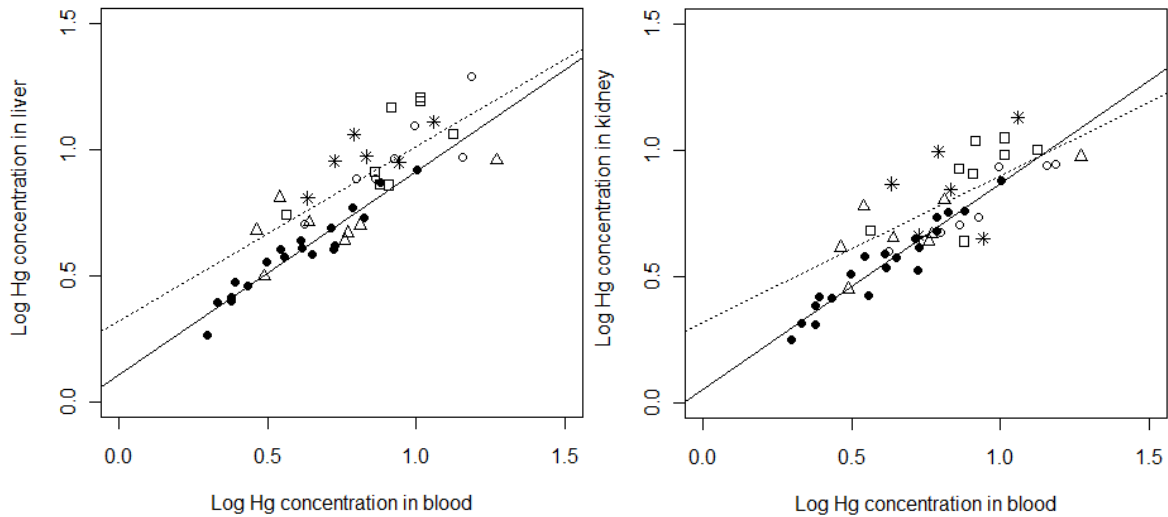 Log Hg concentration in liver
1.5
1.0
0.5
0.0
0.0 0.5 1.0 1.5
Log Hg concentration in blood
Log Hg concentration in kidney
1.5
1.0
0.5
0.0
0.0 0.5 1.0 1.5
Log Hg concentration in blood